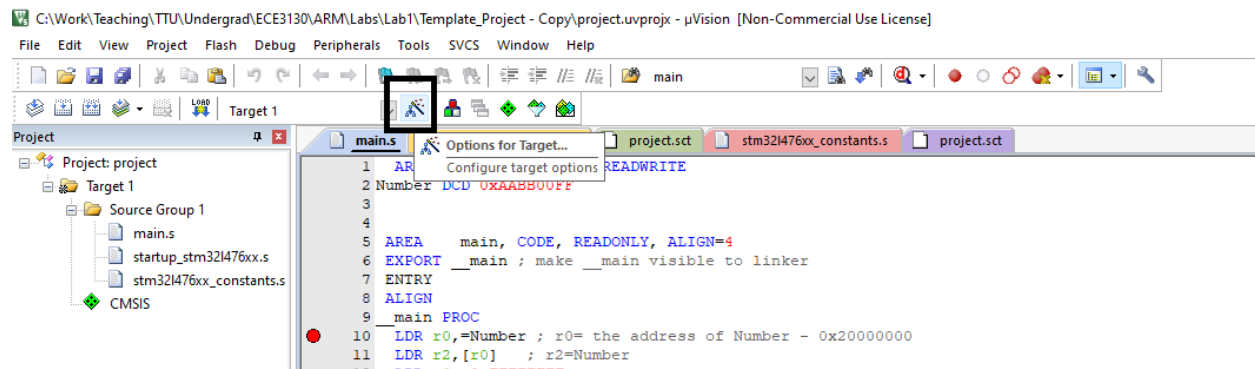 C:\Work\Teaching\TTU\Undergrad\ECE3130\ARM\Labs\Lab1\Template_Project - Copy\project.uvprojx - µVision [Non-Commercial Use License]
File Edit View Project Flash Debug Peripherals Tools SVCS Window Help
main
LOAD Target 1
Project
main.s project.sct stm32l476xx_constants.s project.sct
Options for Target...
Configure target options
Project: project
Target 1
Source Group 1
main.s
startup_stm32l476xx.s
stm32l476xx_constants.s
CMSIS
1 AR READWRITE
2 Number DCD 0xAABB00FF
3
4
5 AREA main, CODE, READONLY, ALIGN=4
6 EXPORT __main ; make __main visible to linker
7 ENTRY
8 ALIGN
9 __main PROC
10 LDR r0,=Number ; r0= the address of Number - 0x20000000
11 LDR r2,[r0] ; r2=Number